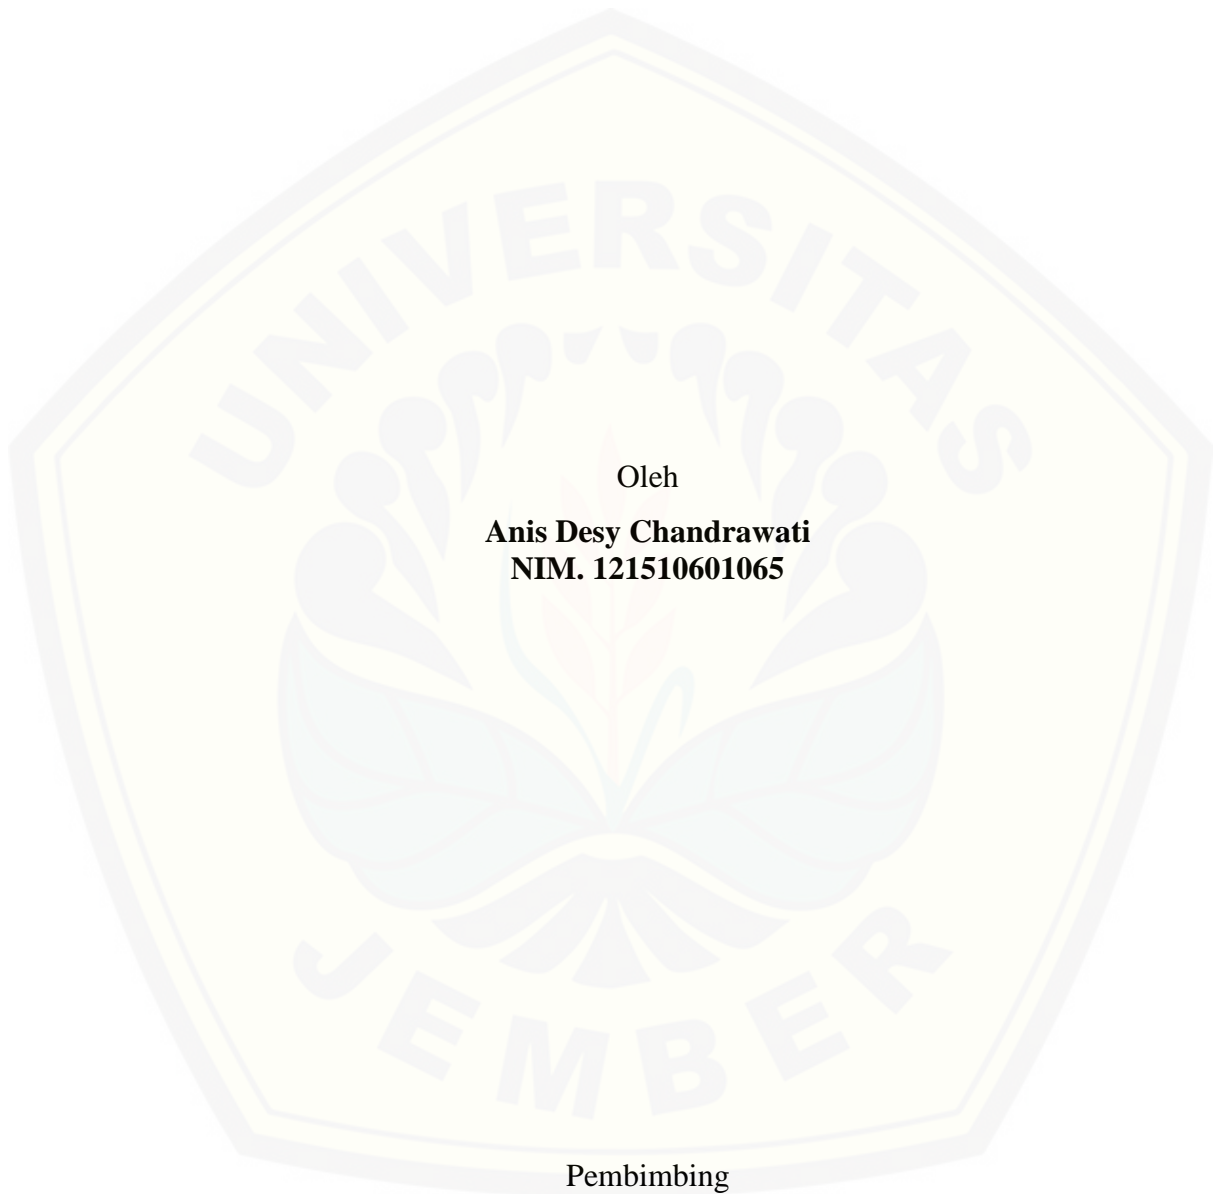 UNIVERSITAS
Oleh
Anis Desy Chandrawati
NIM. 121510601065
JEMBER
Pembimbing